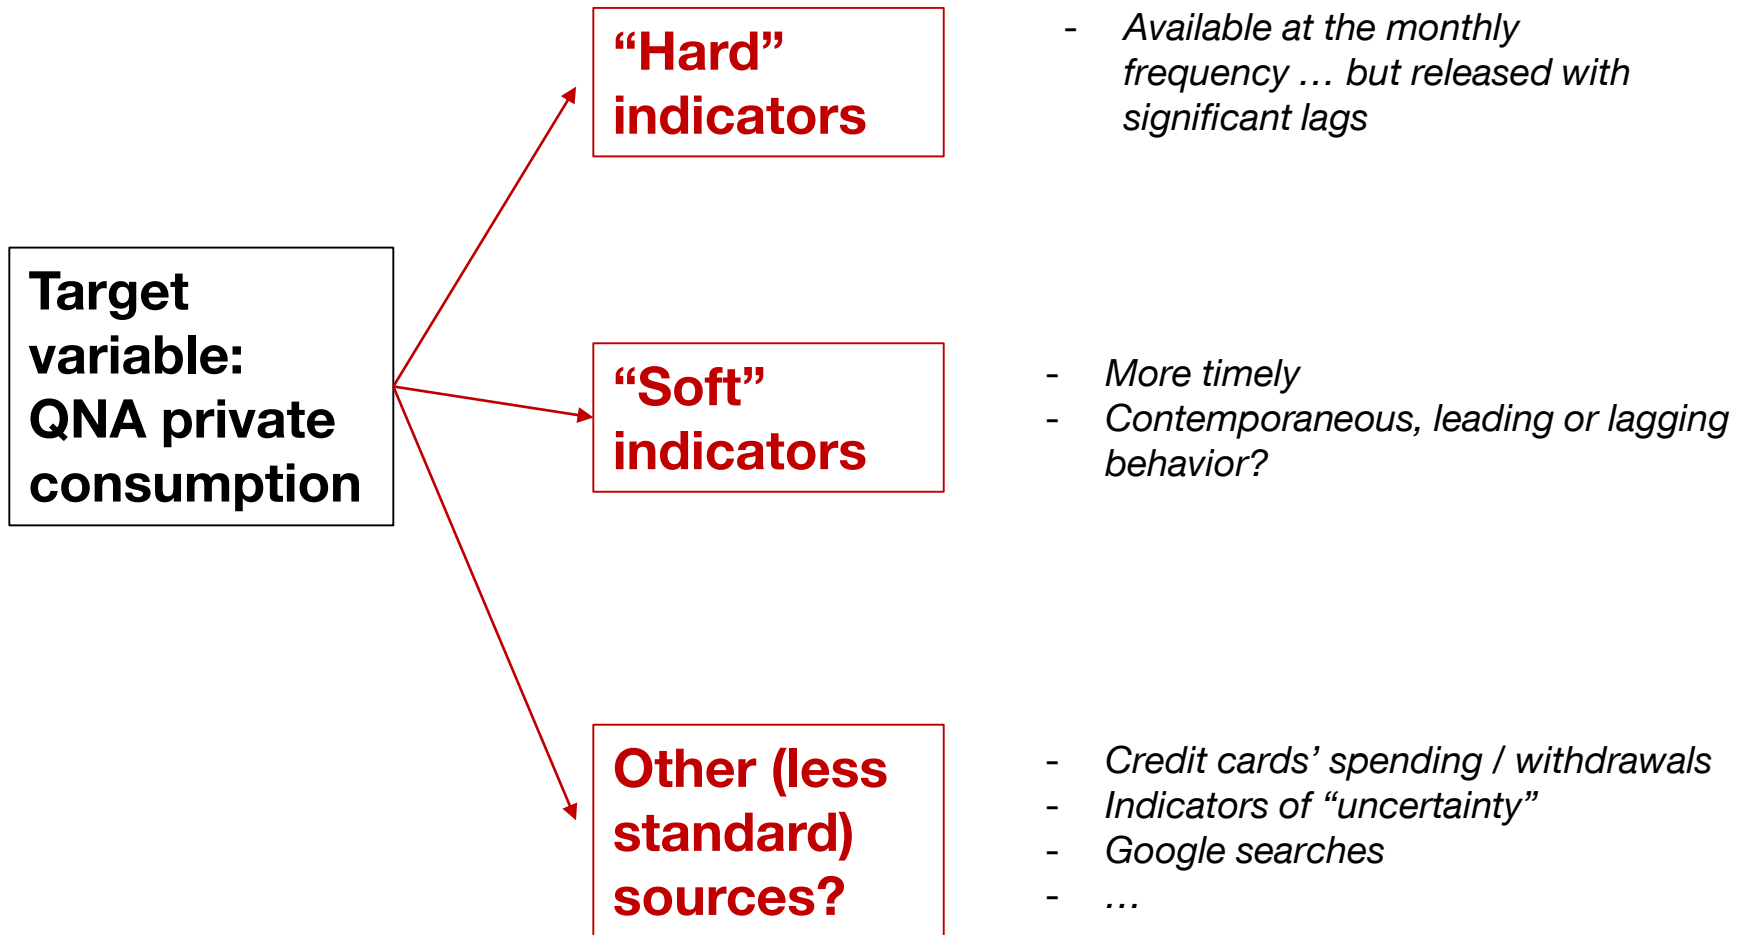 Target
variable:
QNA private
consumption
“Hard”
indicators
- Available at the monthly
frequency … but released with
significant lags
“Soft”
indicators
- More timely
- Contemporaneous, leading or lagging
behavior?
Other (less
standard)
sources?
- Credit cards’ spending / withdrawals
- Indicators of “uncertainty”
- Google searches
- …